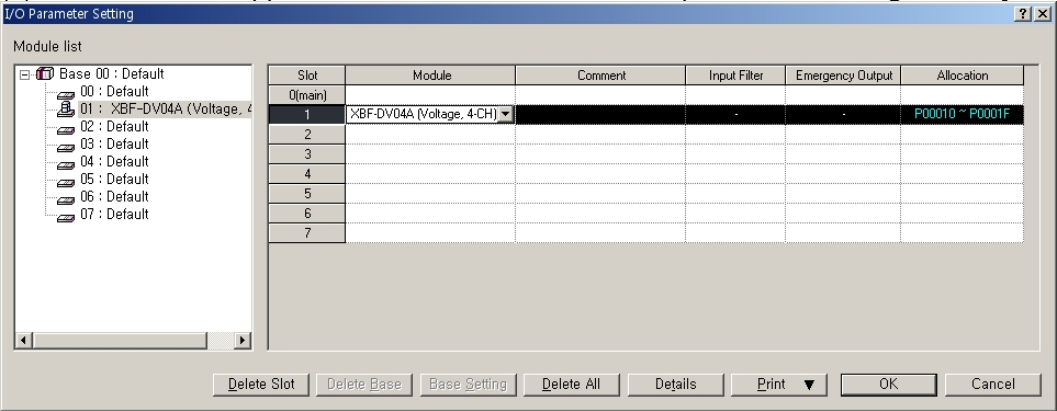 I/O Parameter Setting
Module list
Base 00 : Default
00 : Default
01 : XBF-DV04A (Voltage, 4
02 : Default
03 : Default
04 : Default
05 : Default
06 : Default
07 : Default
Slot Module Comment Input Filter Emergency Output Allocation
0(main)
1 XBF-DV04A (Voltage, 4-CH) - - P00010 ~ P0001F
2
3
4
5
6
7
Delete Slot Delete Base Base Setting Delete All Details Print ▼ OK Cancel